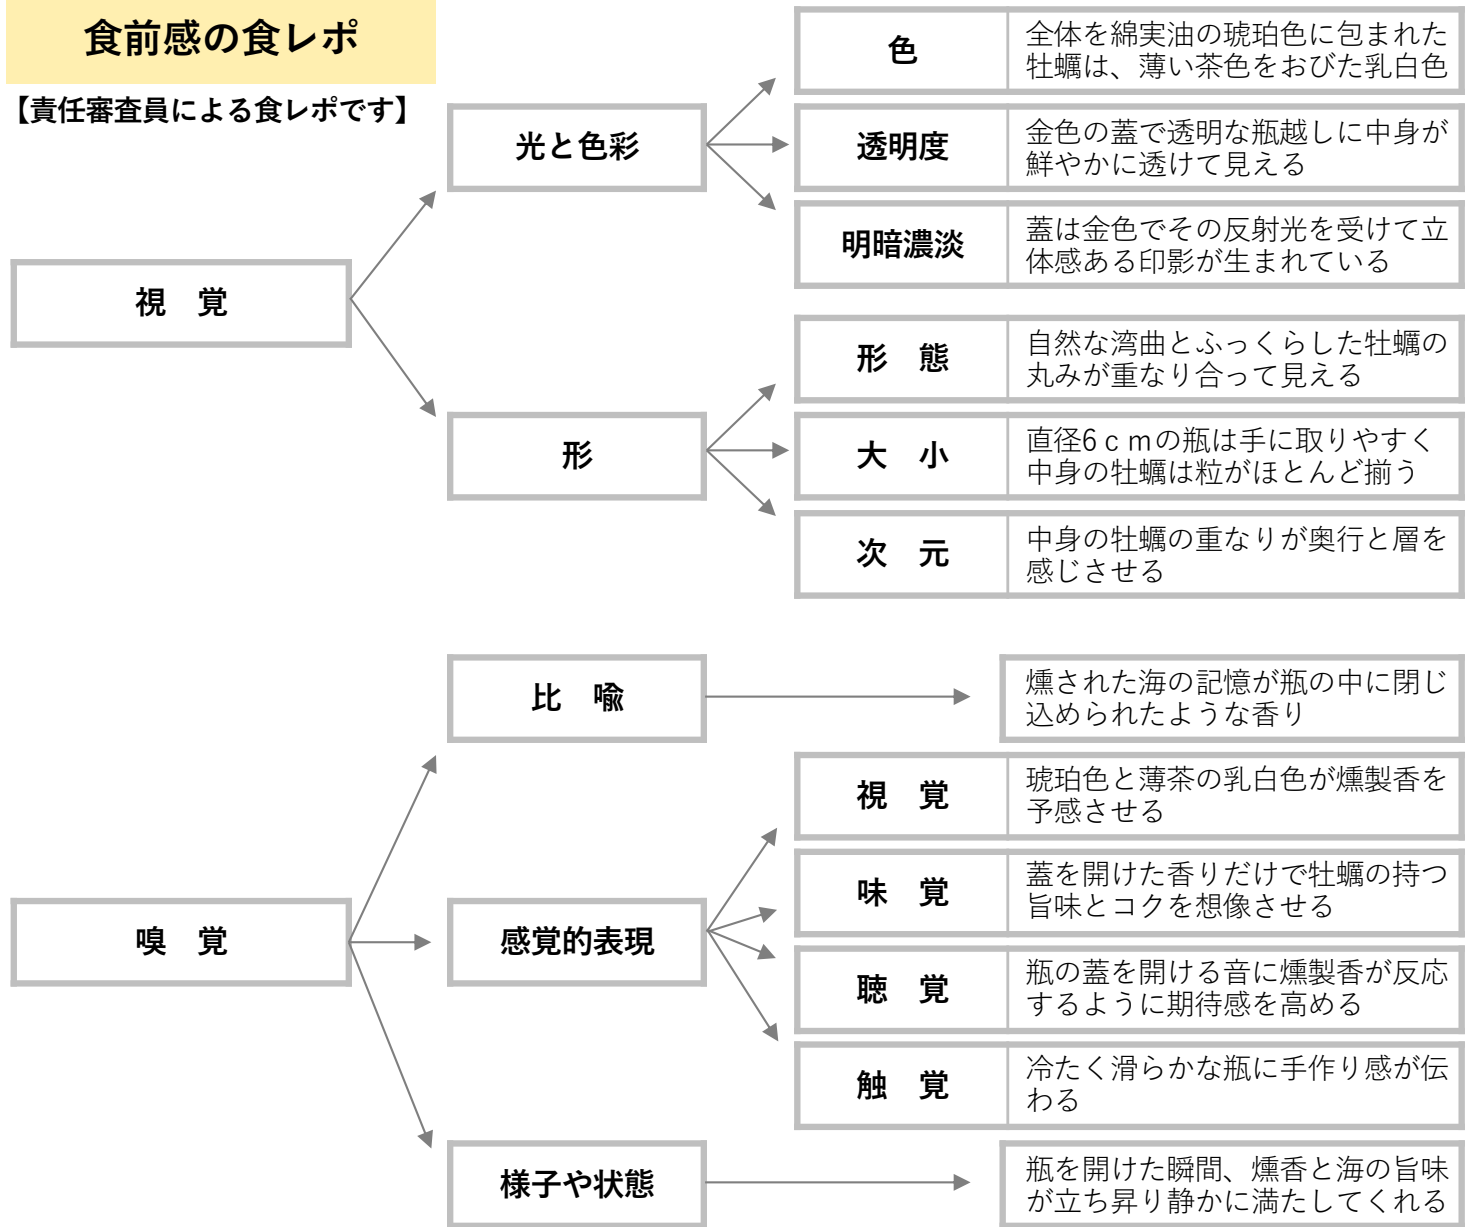 食前感の食レポ
【責任審査員による食レポです】
視　覚
光と色彩
色
全体を綿実油の琥珀色に包まれた
牡蠣は、薄い茶色をおびた乳白色
透明度
金色の蓋で透明な瓶越しに中身が
鮮やかに透けて見える
明暗濃淡
蓋は金色でその反射光を受けて立
体感ある印影が生まれている
形
形　態
自然な湾曲とふっくらした牡蠣の
丸みが重なり合って見える
大　小
直径6ｃｍの瓶は手に取りやすく
中身の牡蠣は粒がほとんど揃う
次　元
中身の牡蠣の重なりが奥行と層を
感じさせる
嗅　覚
比　喩
燻された海の記憶が瓶の中に閉じ
込められたような香り
感覚的表現
視　覚
琥珀色と薄茶の乳白色が燻製香を
予感させる
味　覚
蓋を開けた香りだけで牡蠣の持つ
旨味とコクを想像させる
聴　覚
瓶の蓋を開ける音に燻製香が反応
するように期待感を高める
触　覚
冷たく滑らかな瓶に手作り感が伝
わる
様子や状態
瓶を開けた瞬間、燻香と海の旨味
が立ち昇り静かに満たしてくれる